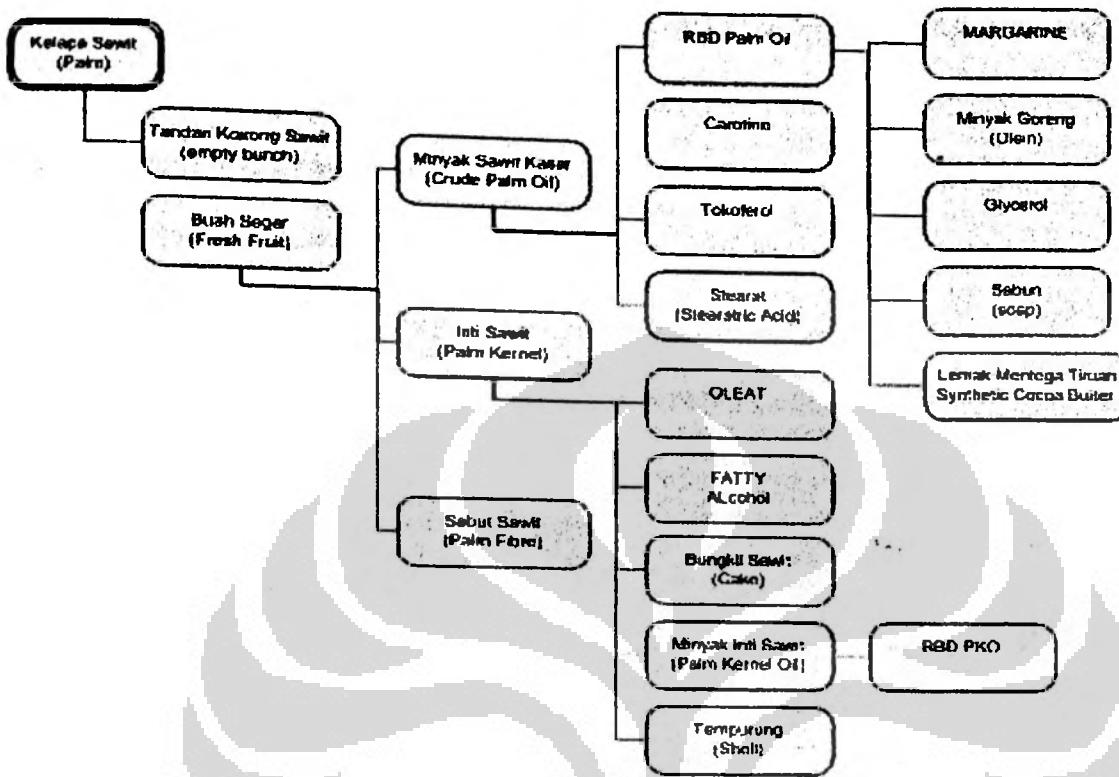 Kelapa Sawit
(Palm)
Tandan Kosong Sawit
(empty bunch)
Buah Segar
(Fresh Fruit)
Minyak Sawit Kasar
(Crude Palm Oil)
Inti Sawit
(Palm Kernel)
Sabut Sawit
(Palm Fibre)
RBD Palm Oil
Carotino
Tokoferol
Stearat
(Stearatric Acid)
OLEAT
FATTY
ALcohol
Bungkil Sawit
(Cake)
Minyak Inti Sawit
(Palm Kernel Oil)
Tempurung
(Shell)
MARGARINE
Minyak Goreng
(Olein)
Glycerol
Sabun
(soap)
Lemak Mentega Tiruan
Synthetic Cocoa Butter
RBD PKO